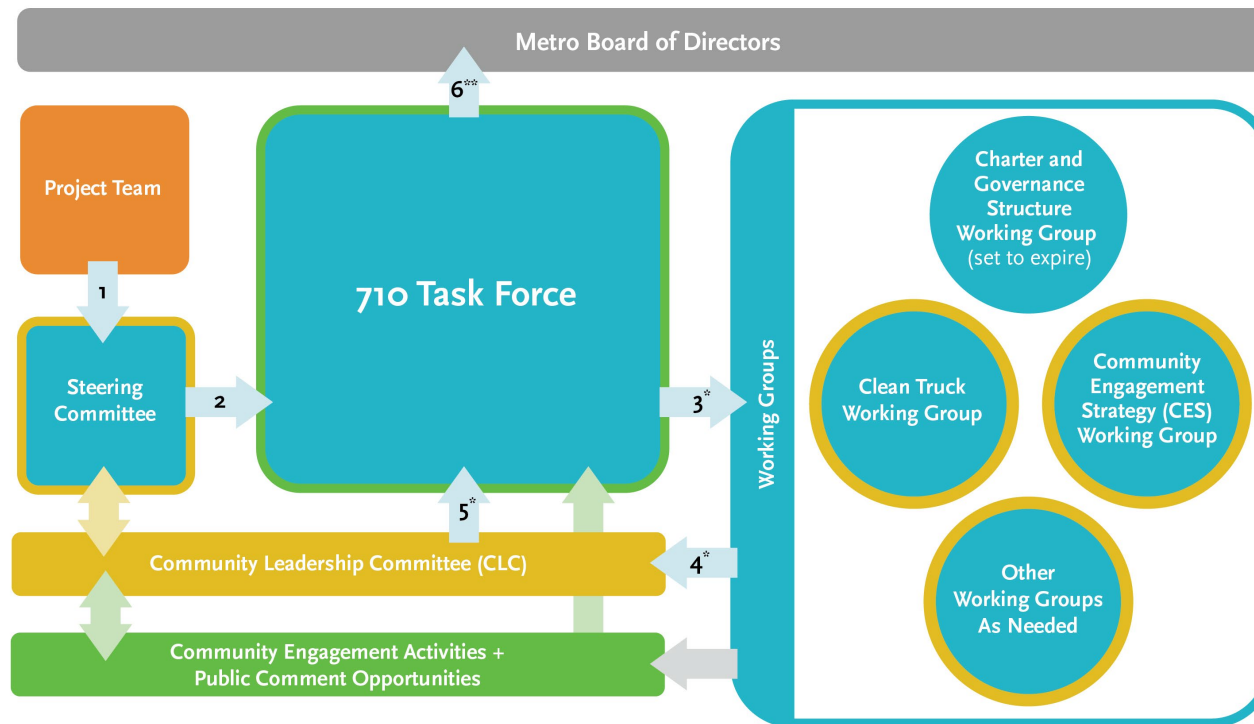 Metro Board of Directors
6**
Project Team
1
Steering
Committee
2
710 Task Force
3*
Working Groups
Charter and
Governance
Structure
Working Group
(set to expire)
Clean Truck
Working Group
Community
Engagement
Strategy (CES)
Working Group
Other
Working Groups
As Needed
5*
Community Leadership Committee (CLC)
4*
Community Engagement Activities +
Public Comment Opportunities